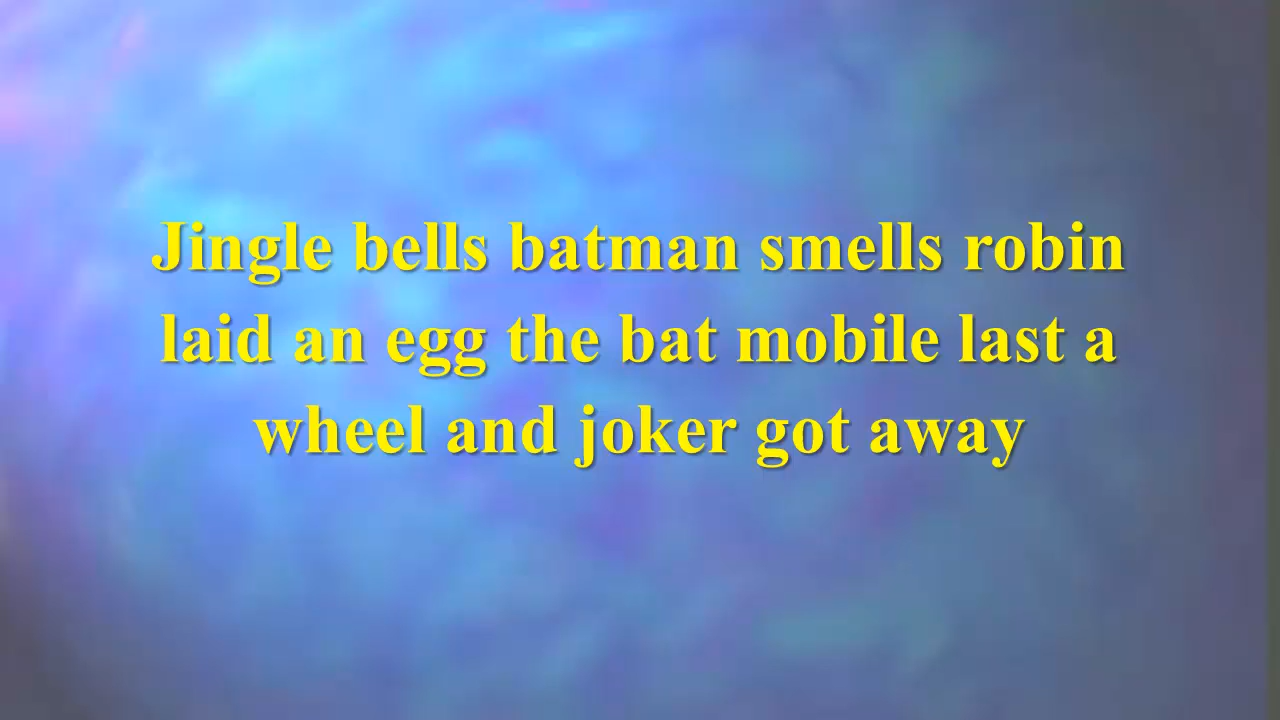 Jingle bells batman smells robin
laid an egg the bat mobile last a
wheel and joker got away